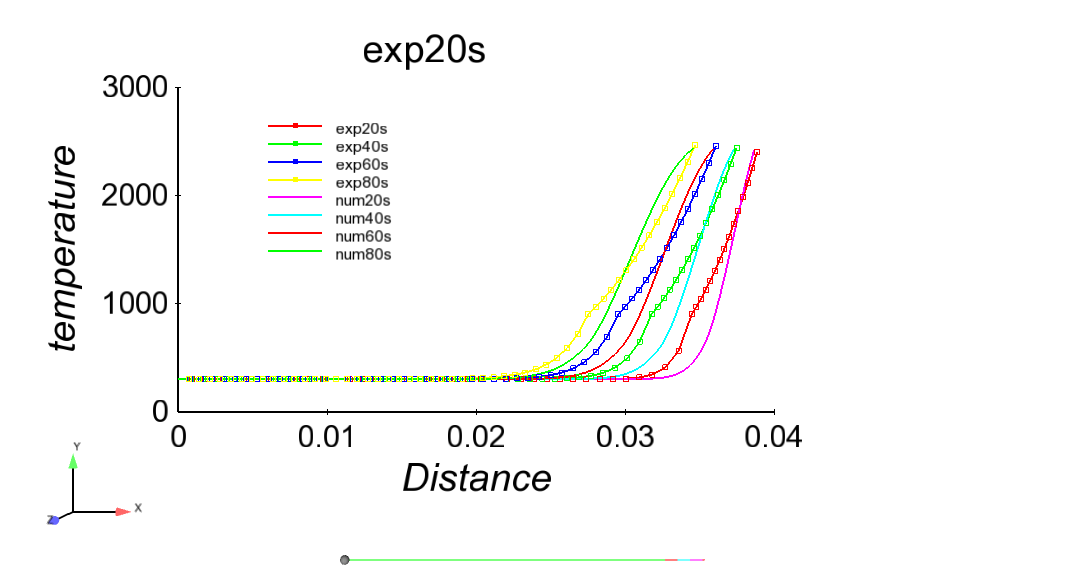 exp20s
3000
2000
1000
0
temperature
exp20s
exp40s
exp60s
exp80s
num20s
num40s
num60s
num80s
0 0.01 0.02 0.03 0.04
Distance
Y
X
Z